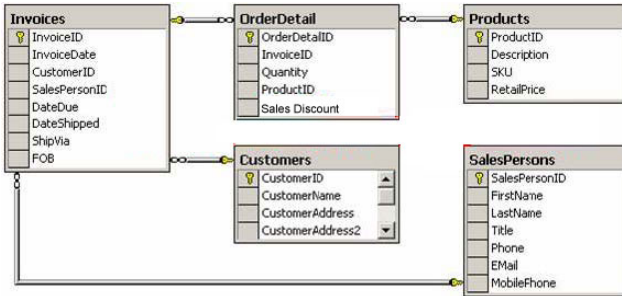 Invoices
InvoiceID
InvoiceDate
CustomerID
SalesPersonID
DateDue
DateShipped
ShipVia
FOB
OrderDetail
OrderDetailID
InvoiceID
Quantity
ProductID
Sales Discount
Products
ProductID
Description
SKU
RetailPrice
Customers
CustomerID
CustomerName
CustomerAddress
CustomerAddress2
SalesPersons
SalesPersonID
FirstName
LastName
Title
Phone
EMail
MobilePhone